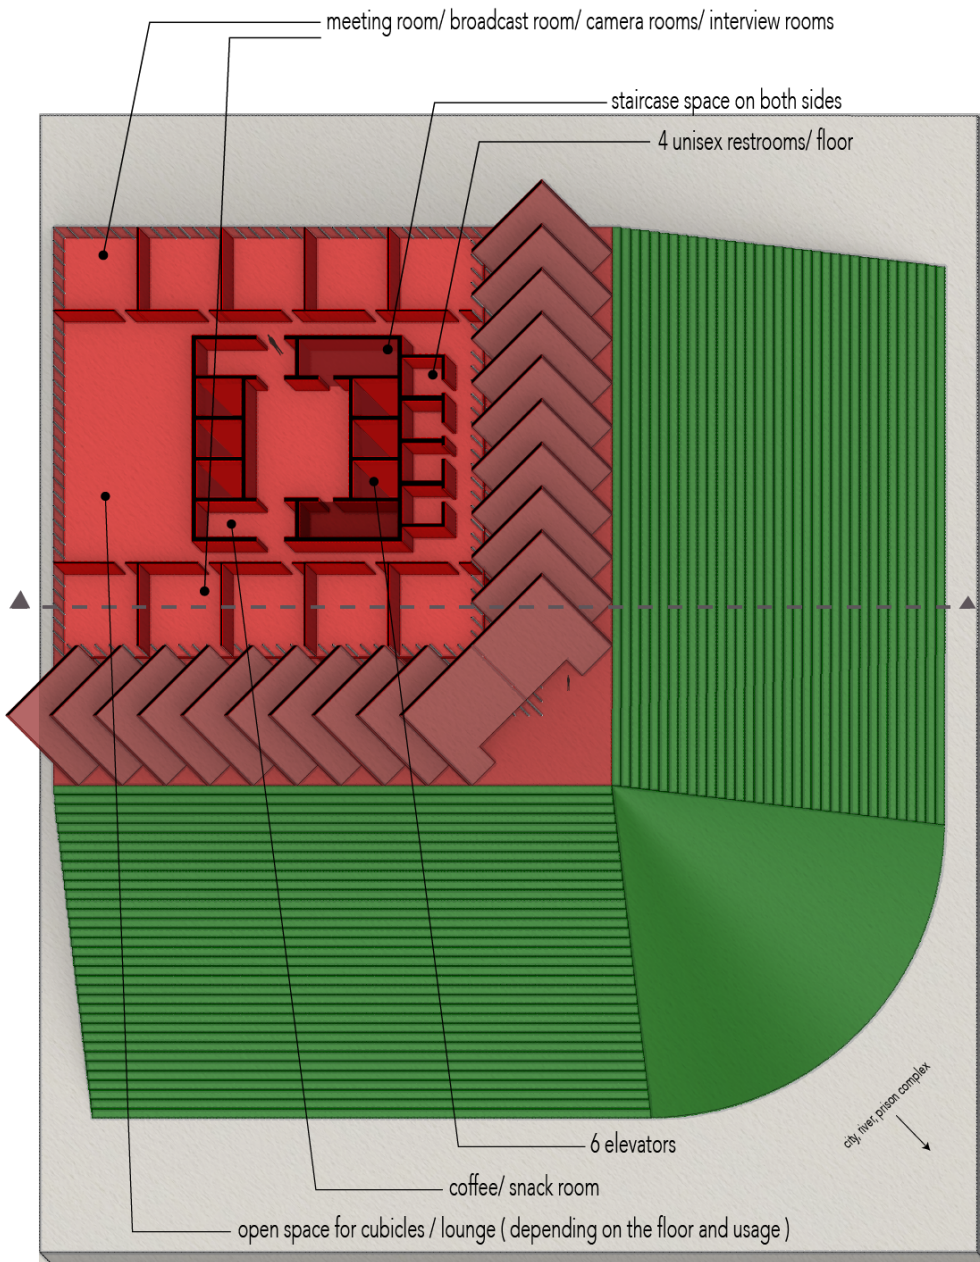 meeting room/ broadcast room/ camera rooms/ interview rooms
staircase space on both sides
4 unisex restrooms/ floor
city, river, prison complex
6 elevators
coffee/ snack room
open space for cubicles / lounge ( depending on the floor and usage )